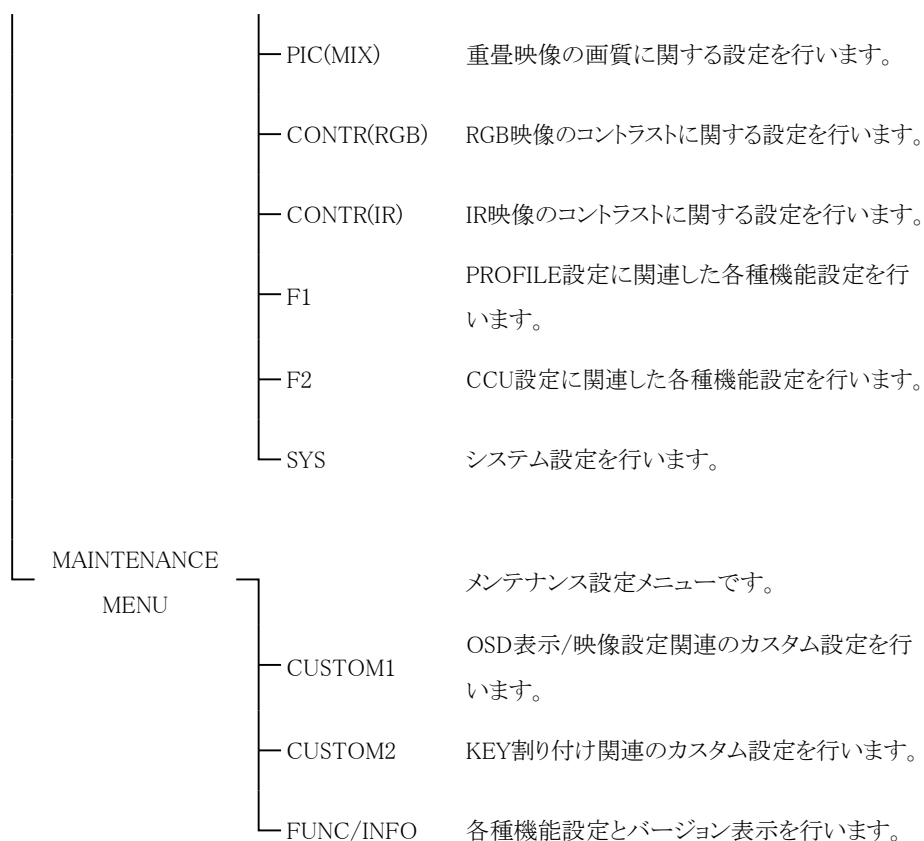 PIC(MIX) 重畳映像の画質に関する設定を行います。
CONTR(RGB) RGB映像のコントラストに関する設定を行います。
CONTR(IR) IR映像のコントラストに関する設定を行います。
F1 PROFILE設定に関連した各種機能設定を行
います。
F2 CCU設定に関連した各種機能設定を行います。
SYS システム設定を行います。
MAINTENANCE
MENU メンテナンス設定メニューです。
CUSTOM1 OSD表示/映像設定関連のカスタム設定を行
います。
CUSTOM2 KEY割り付け関連のカスタム設定を行います。
FUNC/INFO 各種機能設定とバージョン表示を行います。